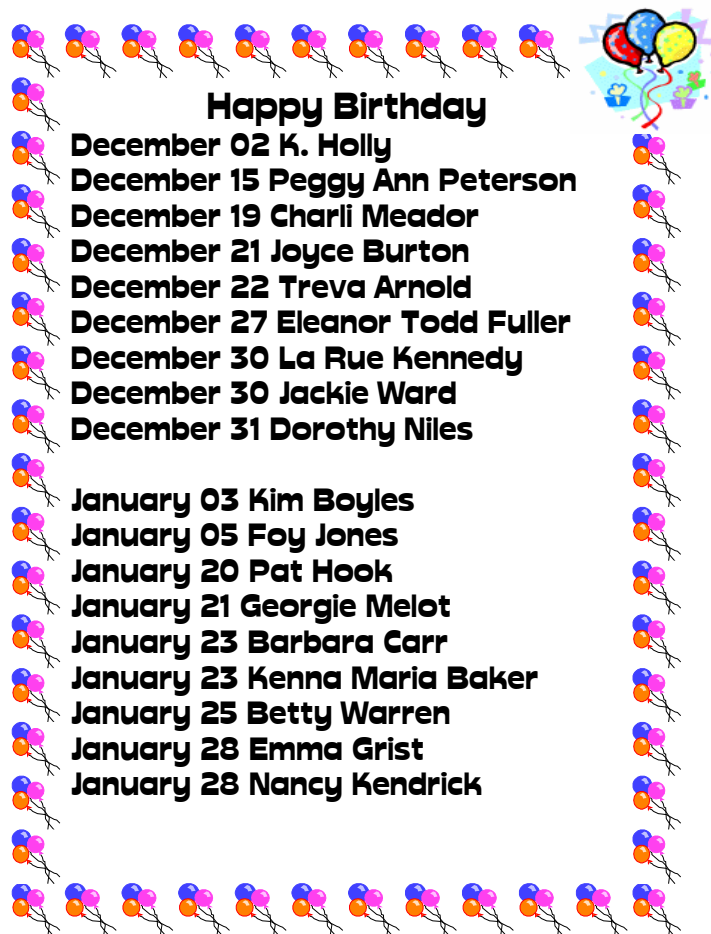 Happy Birthday
December 02 K. Holly
December 15 Peggy Ann Peterson
December 19 Charli Meador
December 21 Joyce Burton
December 22 Treva Arnold
December 27 Eleanor Todd Fuller
December 30 La Rue Kennedy
December 30 Jackie Ward
December 31 Dorothy Niles
January 03 Kim Boyles
January 05 Foy Jones
January 20 Pat Hook
January 21 Georgie Melot
January 23 Barbara Carr
January 23 Kenna Maria Baker
January 25 Betty Warren
January 28 Emma Grist
January 28 Nancy Kendrick